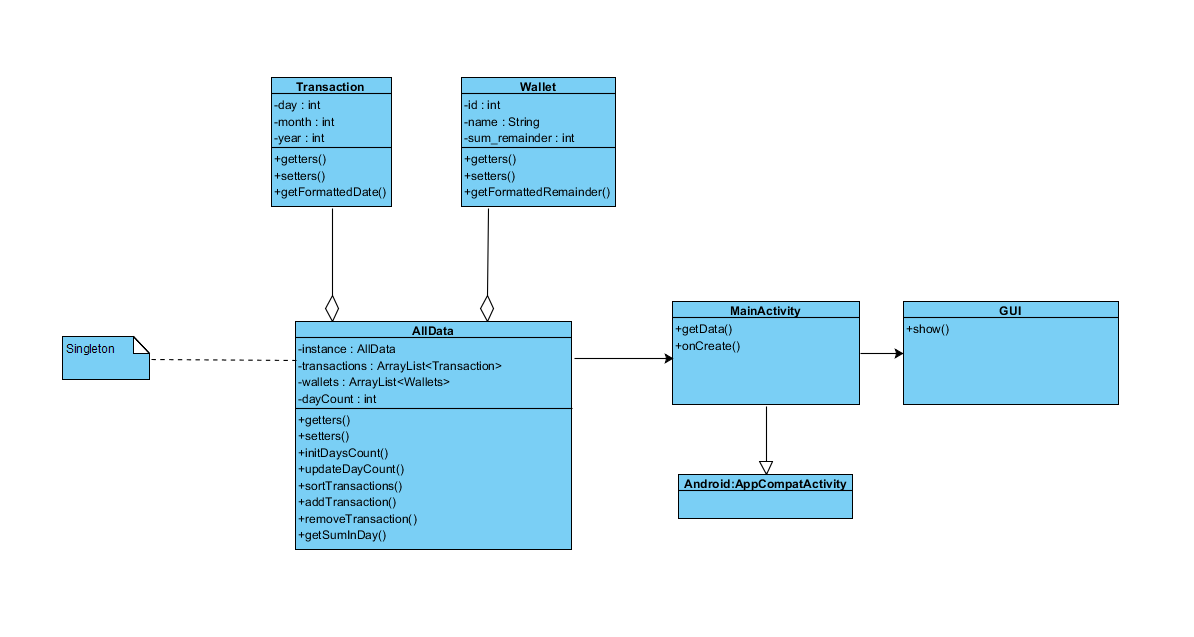 Transaction
-day : int
-month : int
-year : int
+getters()
+setters()
+getFormattedDate()
Wallet
-id : int
-name : String
-sum_remainder : int
+getters()
+setters()
+getFormattedRemainder()
Singleton
AllData
-instance : AllData
-transactions : ArrayList<Transaction>
-wallets : ArrayList<Wallets>
-dayCount : int
+getters()
+setters()
+initDaysCount()
+updateDayCount()
+sortTransactions()
+addTransaction()
+removeTransaction()
+getSumInDay()
MainActivity
+getData()
+onCreate()
GUI
+show()
Android:AppCompatActivity